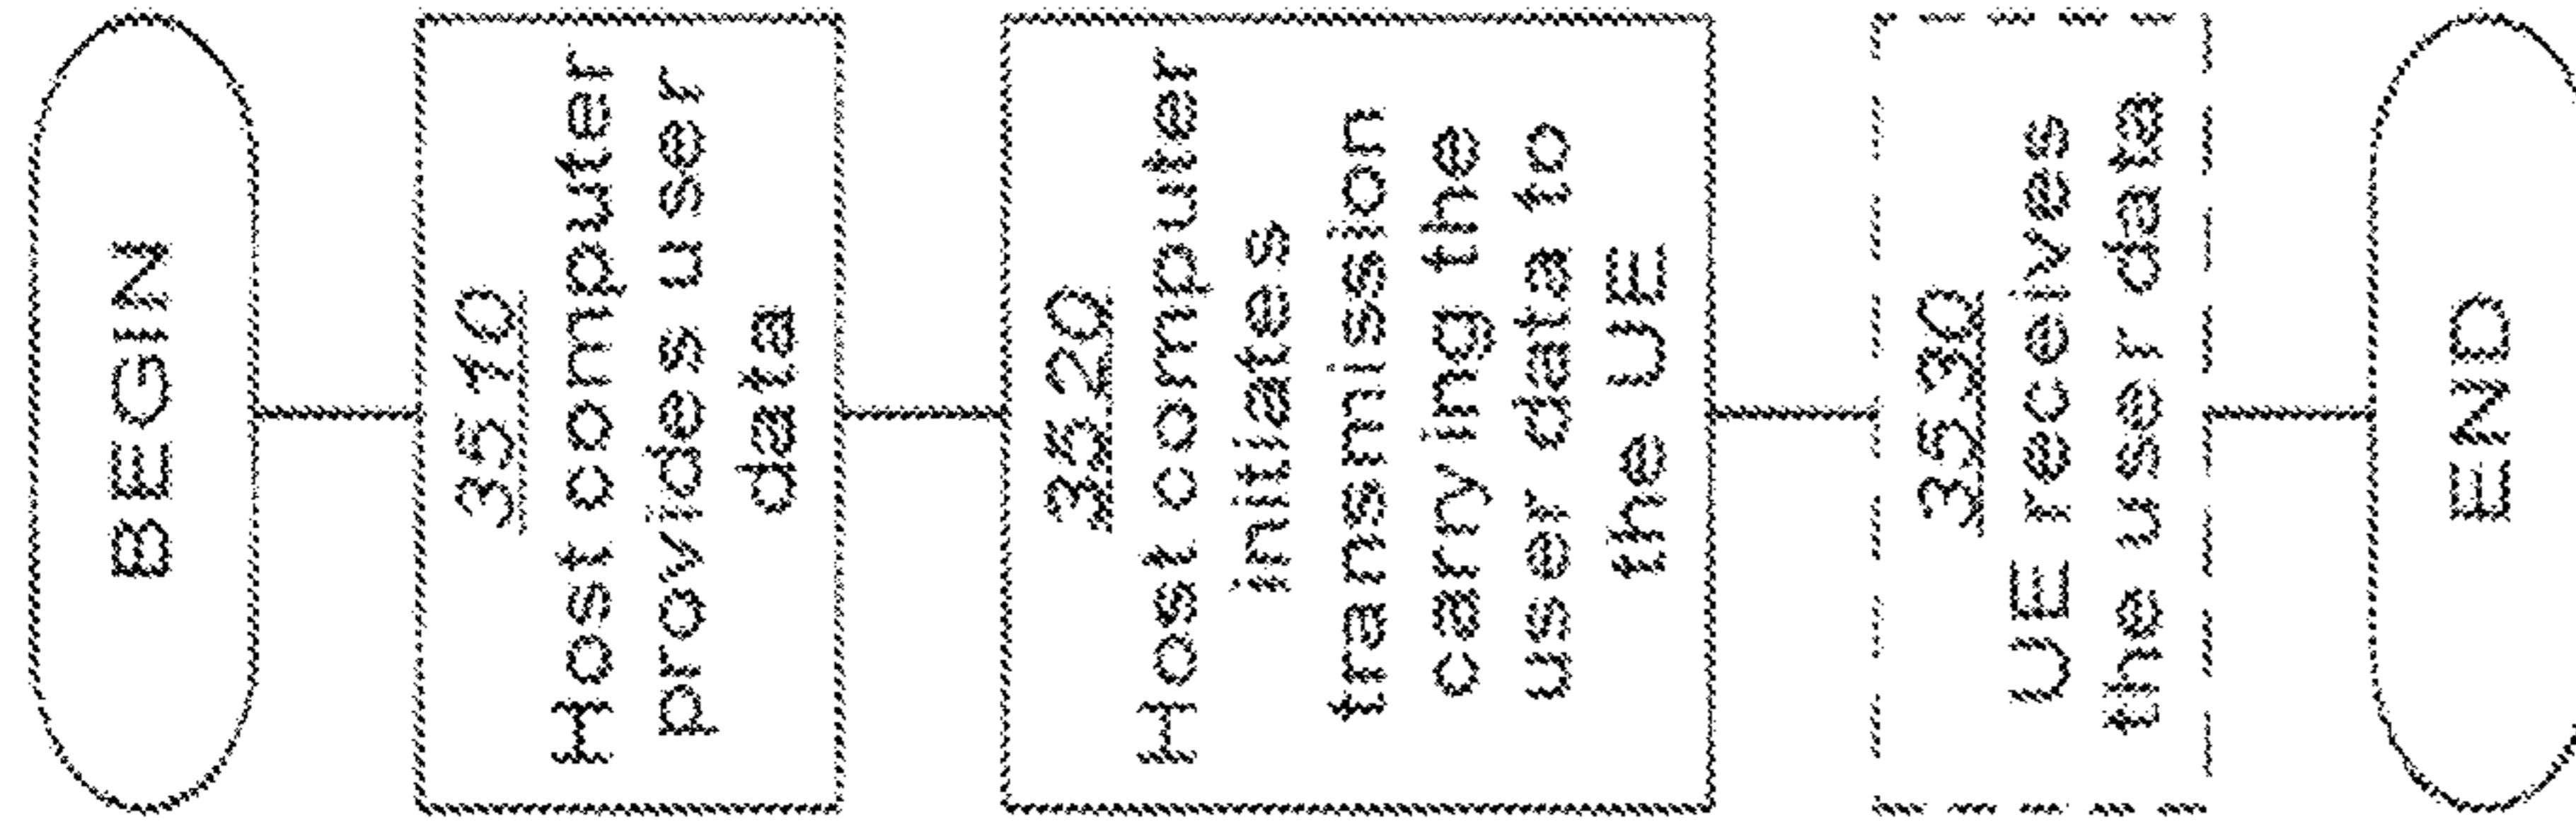 BEGIN
3510
Host computer
provides user
data
3520
Host computer
initiates
transmission
carrying the
user data to
the UE
3530
UE receives
the user data
END